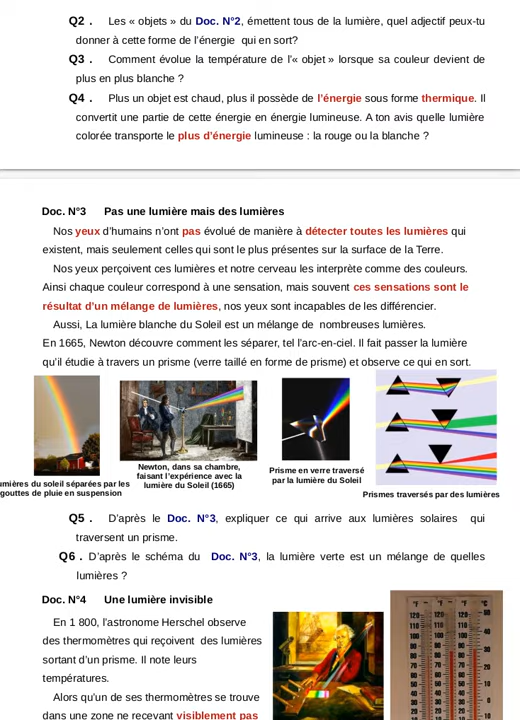 Q2 . Les « objets » du Doc. N°2, émettent tous de la lumière, quel adjectif peux-tu
donner à cette forme de l'énergie qui en sort?
Q3 . Comment évolue la température de l'« objet » lorsque sa couleur devient de
plus en plus blanche ?
Q4 . Plus un objet est chaud, plus il possède de l'énergie sous forme thermique. Il
convertit une partie de cette énergie en énergie lumineuse. A ton avis quelle lumière
colorée transporte le plus d'énergie lumineuse : la rouge ou la blanche ?
Doc. N°3 Pas une lumière mais des lumières
Nos yeux d'humains n'ont pas évolué de manière à détecter toutes les lumières qui
existent, mais seulement celles qui sont le plus présentes sur la surface de la Terre.
Nos yeux perçoivent ces lumières et notre cerveau les interprète comme des couleurs.
Ainsi chaque couleur correspond à une sensation, mais souvent ces sensations sont le
résultat d'un mélange de lumières, nos yeux sont incapables de les différencier.
Aussi, La lumière blanche du Soleil est un mélange de nombreuses lumières.
En 1665, Newton découvre comment les séparer, tel l'arc-en-ciel. Il fait passer la lumière
qu'il étudie à travers un prisme (verre taillé en forme de prisme) et observe ce qui en sort.
umières du soleil séparées par les
gouttes de pluie en suspension
Newton, dans sa chambre,
faisant l'expérience avec la
lumière du Soleil (1665)
Prisme en verre traversé
par la lumière du Soleil
Prismes traversés par des lumières
Q5 . D'après le Doc. N°3, expliquer ce qui arrive aux lumières solaires qui
traversent un prisme.
Q6 . D'après le schéma du Doc. N°3, la lumière verte est un mélange de quelles
lumières ?
Doc. N°4 Une lumière invisible
En 1 800, l'astronome Herschel observe
des thermomètres qui reçoivent des lumières
sortant d'un prisme. Il note leurs
températures.
Alors qu'un de ses thermomètres se trouve
dans une zone ne recevant visiblement pas